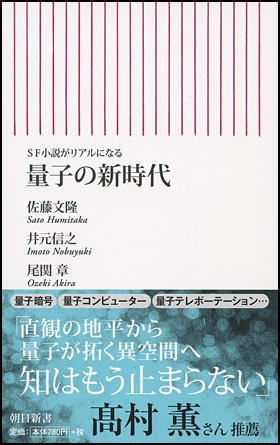 SF小説がリアルになる
量子の新時代
佐藤文隆
Sato Humitaka
井元信之
Imoto Nobuyuki
尾関 章
Ozeki Akira
量子暗号 量子コンピューター 量子テレポーテーション…
「直観の地平から
量子が拓く異空間へ
知はもう止まらない」
朝日新書
定価:本体780円+税
髙村 薫さん推薦